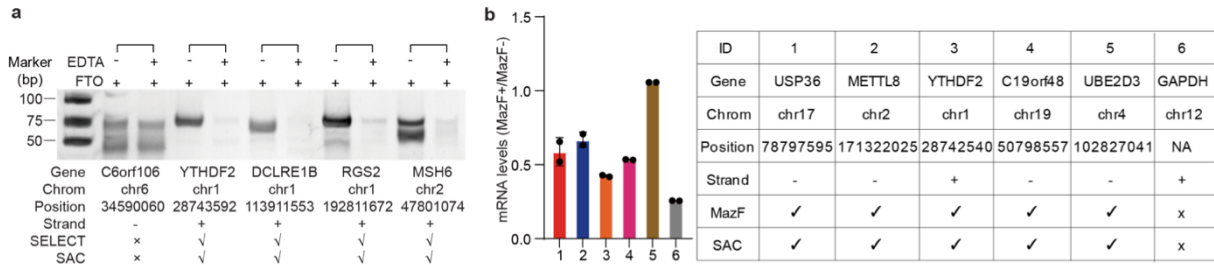 a
Marker
(bp)
EDTA - + - + - + - + - +
FTO + + + + + + + + + +
100
75
50
Gene C6orf106 YTHDF2 DCLRE1B RGS2 MSH6
Chrom chr6 chr1 chr1 chr1 chr2
Position 34590060 28743592 113911553 192811672 47801074
Strand - + + + +
SELECT × √ √ √ √
SAC × √ √ √ √
b
mRNA levels (MazF+/MazF-)
1.5
1.0
0.5
0.0
1 2 3 4 5 6
ID 1 2 3 4 5 6
Gene USP36 METTL8 YTHDF2 C19orf48 UBE2D3 GAPDH
Chrom chr17 chr2 chr1 chr19 chr4 chr12
Position 78797595 171322025 28742540 50798557 102827041 NA
Strand - - + - - +
MazF ✓ ✓ ✓ ✓ ✓ x
SAC ✓ ✓ ✓ ✓ ✓ x